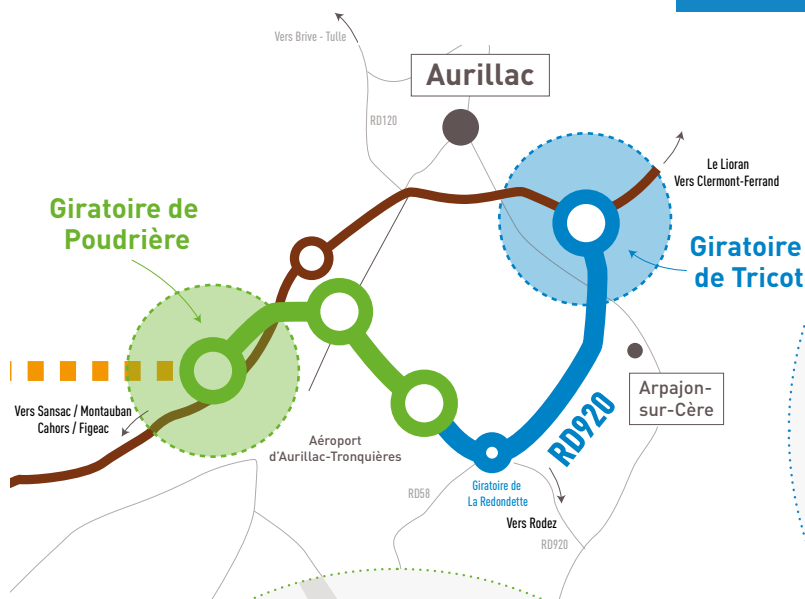 Vers Brive - Tulle
Aurillac
RD120
Le Lioran
Vers Clermont-Ferrand
Giratoire de
Poudrière
Giratoire
de Tricot
Vers Sansac / Montauban
Cahors / Figeac
Arpajon-
sur-Cère
RD920
Aéroport
d'Aurillac-Tronquières
RD58
Giratoire de
La Redondette
Vers Rodez
RD920